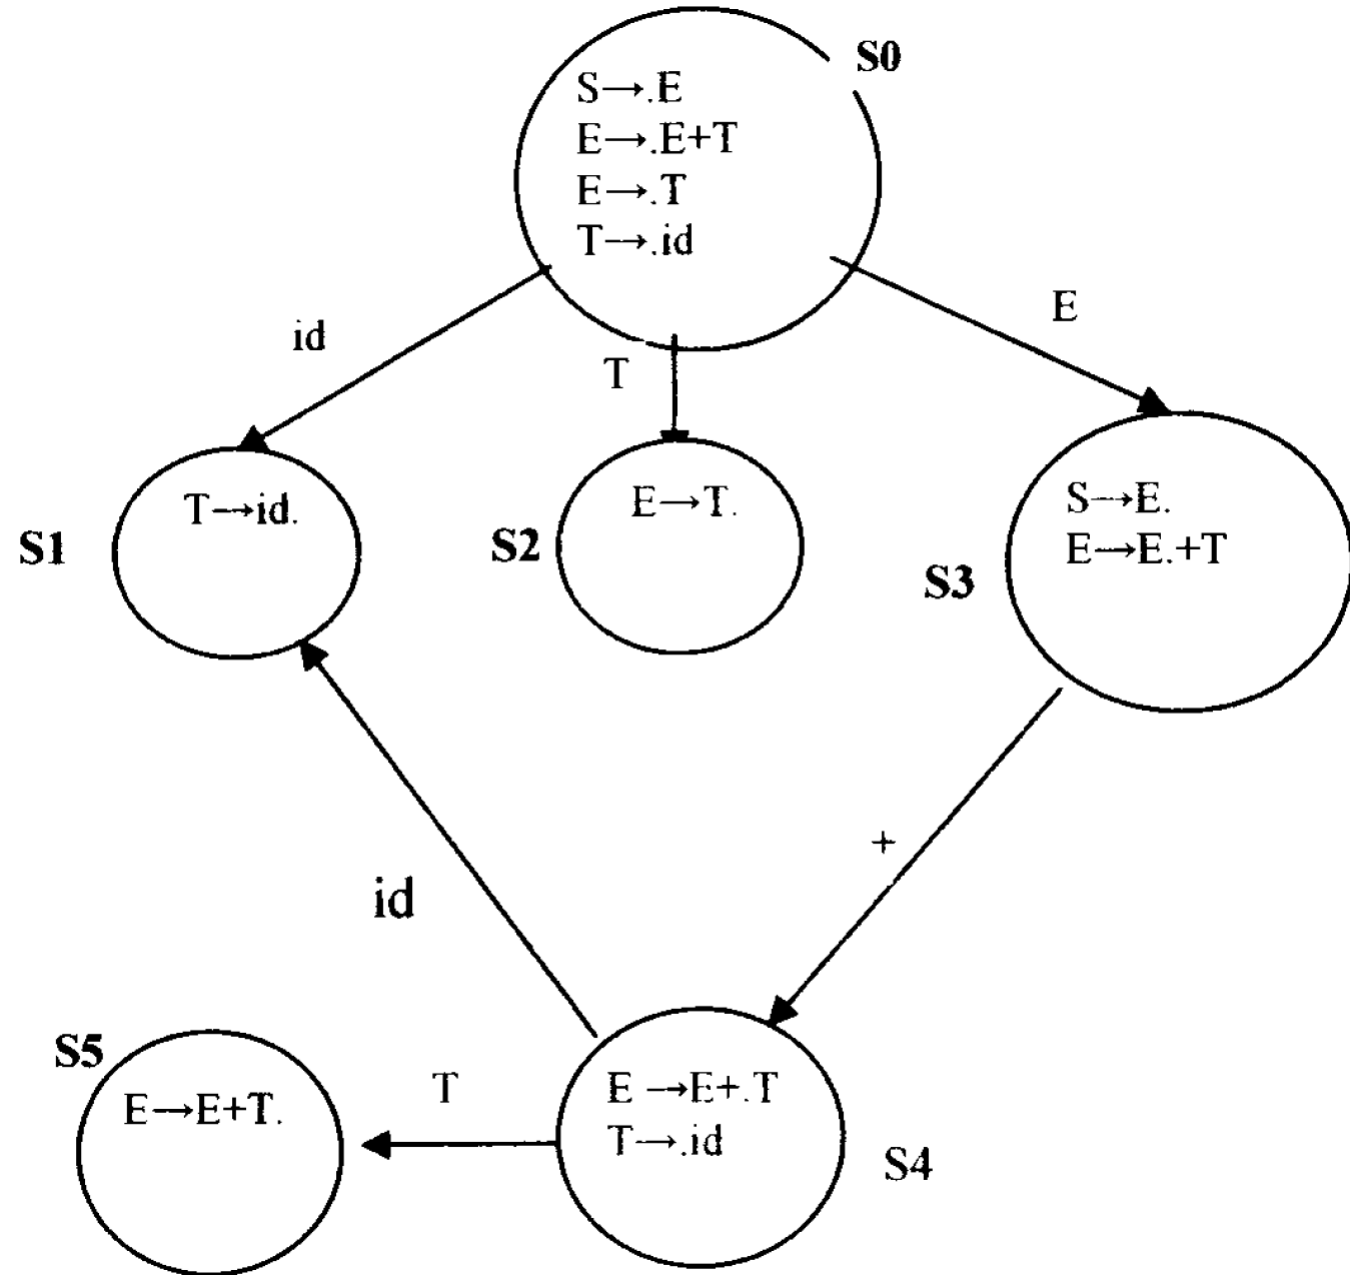 S0
S→.E
E→.E+T
E→.T
T→.id
id
T
E
S1
T→id.
S2
E→T.
S3
S→E.
E→E.+T
id
+
S5
E→E+T.
T
E→E+.T
T→.id
S4